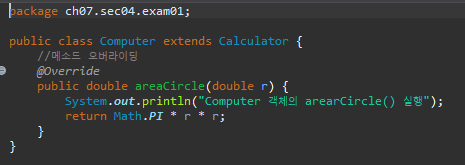 package ch07.sec04.exam01;
public class Computer extends Calculator {
//메소드 오버라이딩
@Override
public double areaCircle(double r) {
System.out.println("Computer 객체의 arearCircle() 실행");
return Math.PI * r * r;
}
}